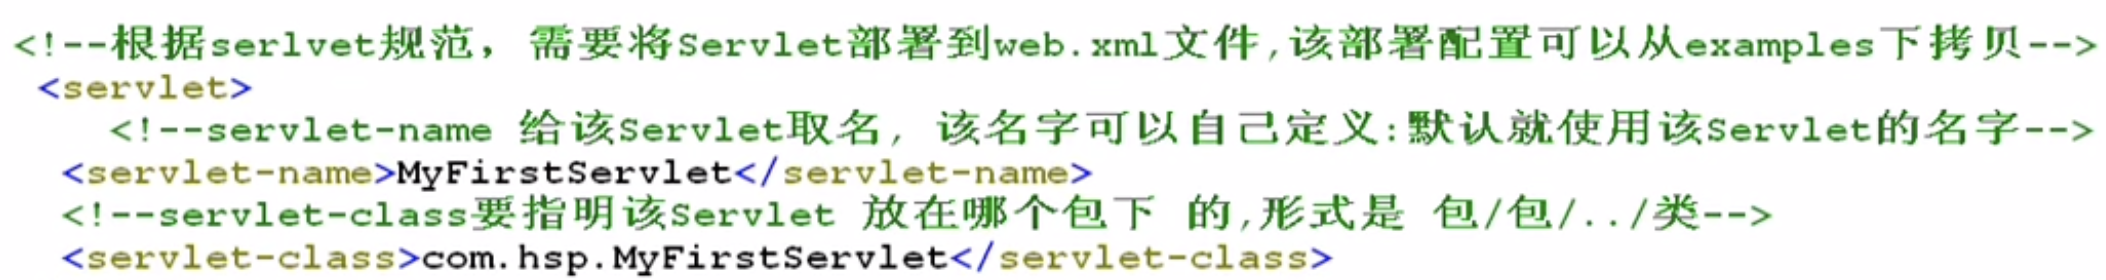 <!--根据serlvet规范，需要将Servlet部署到web.xml文件,该部署配置可以从examples下拷贝-->
<servlet>
<!--servlet-name 给该Servlet取名, 该名字可以自己定义:默认就使用该Servlet的名字-->
<servlet-name>MyFirstServlet</servlet-name>
<!--servlet-class要指明该Servlet 放在哪个包下 的,形式是 包/包/../类-->
<servlet-class>com.hsp.MyFirstServlet</servlet-class>